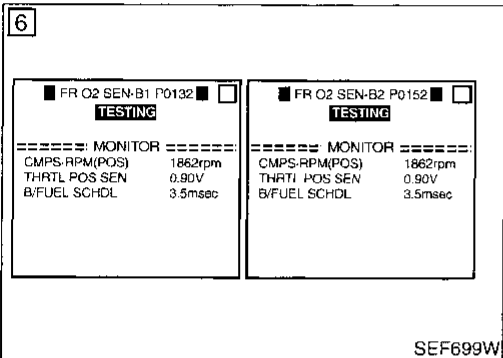 6
FR O2 SEN-B1 P0132
TESTING
====== MONITOR ======
CMPS·RPM(POS) 1862rpm
THRTL POS SEN 0.90V
B/FUEL SCHDL 3.5msec
FR O2 SEN-B2 P0152
TESTING
====== MONITOR ======
CMPS·RPM(POS) 1862rpm
THRTL POS SEN 0.90V
B/FUEL SCHDL 3.5msec
SEF699W